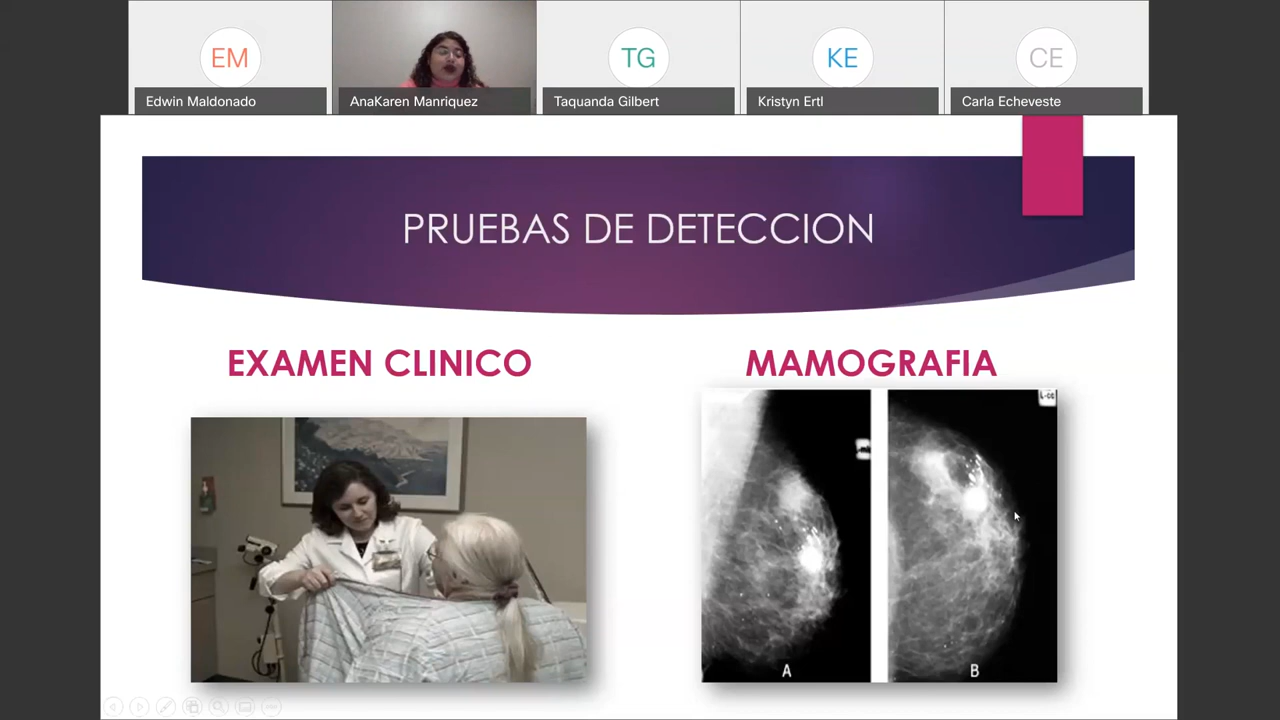 EM
TG
KE
CE
Edwin Maldonado
AnaKaren Manriquez
Taquanda Gilbert
Kristyn Ertl
Carla Echeveste
PRUEBAS DE DETECCION
EXAMEN CLINICO
MAMOGRAFIA
L-CC
A
B